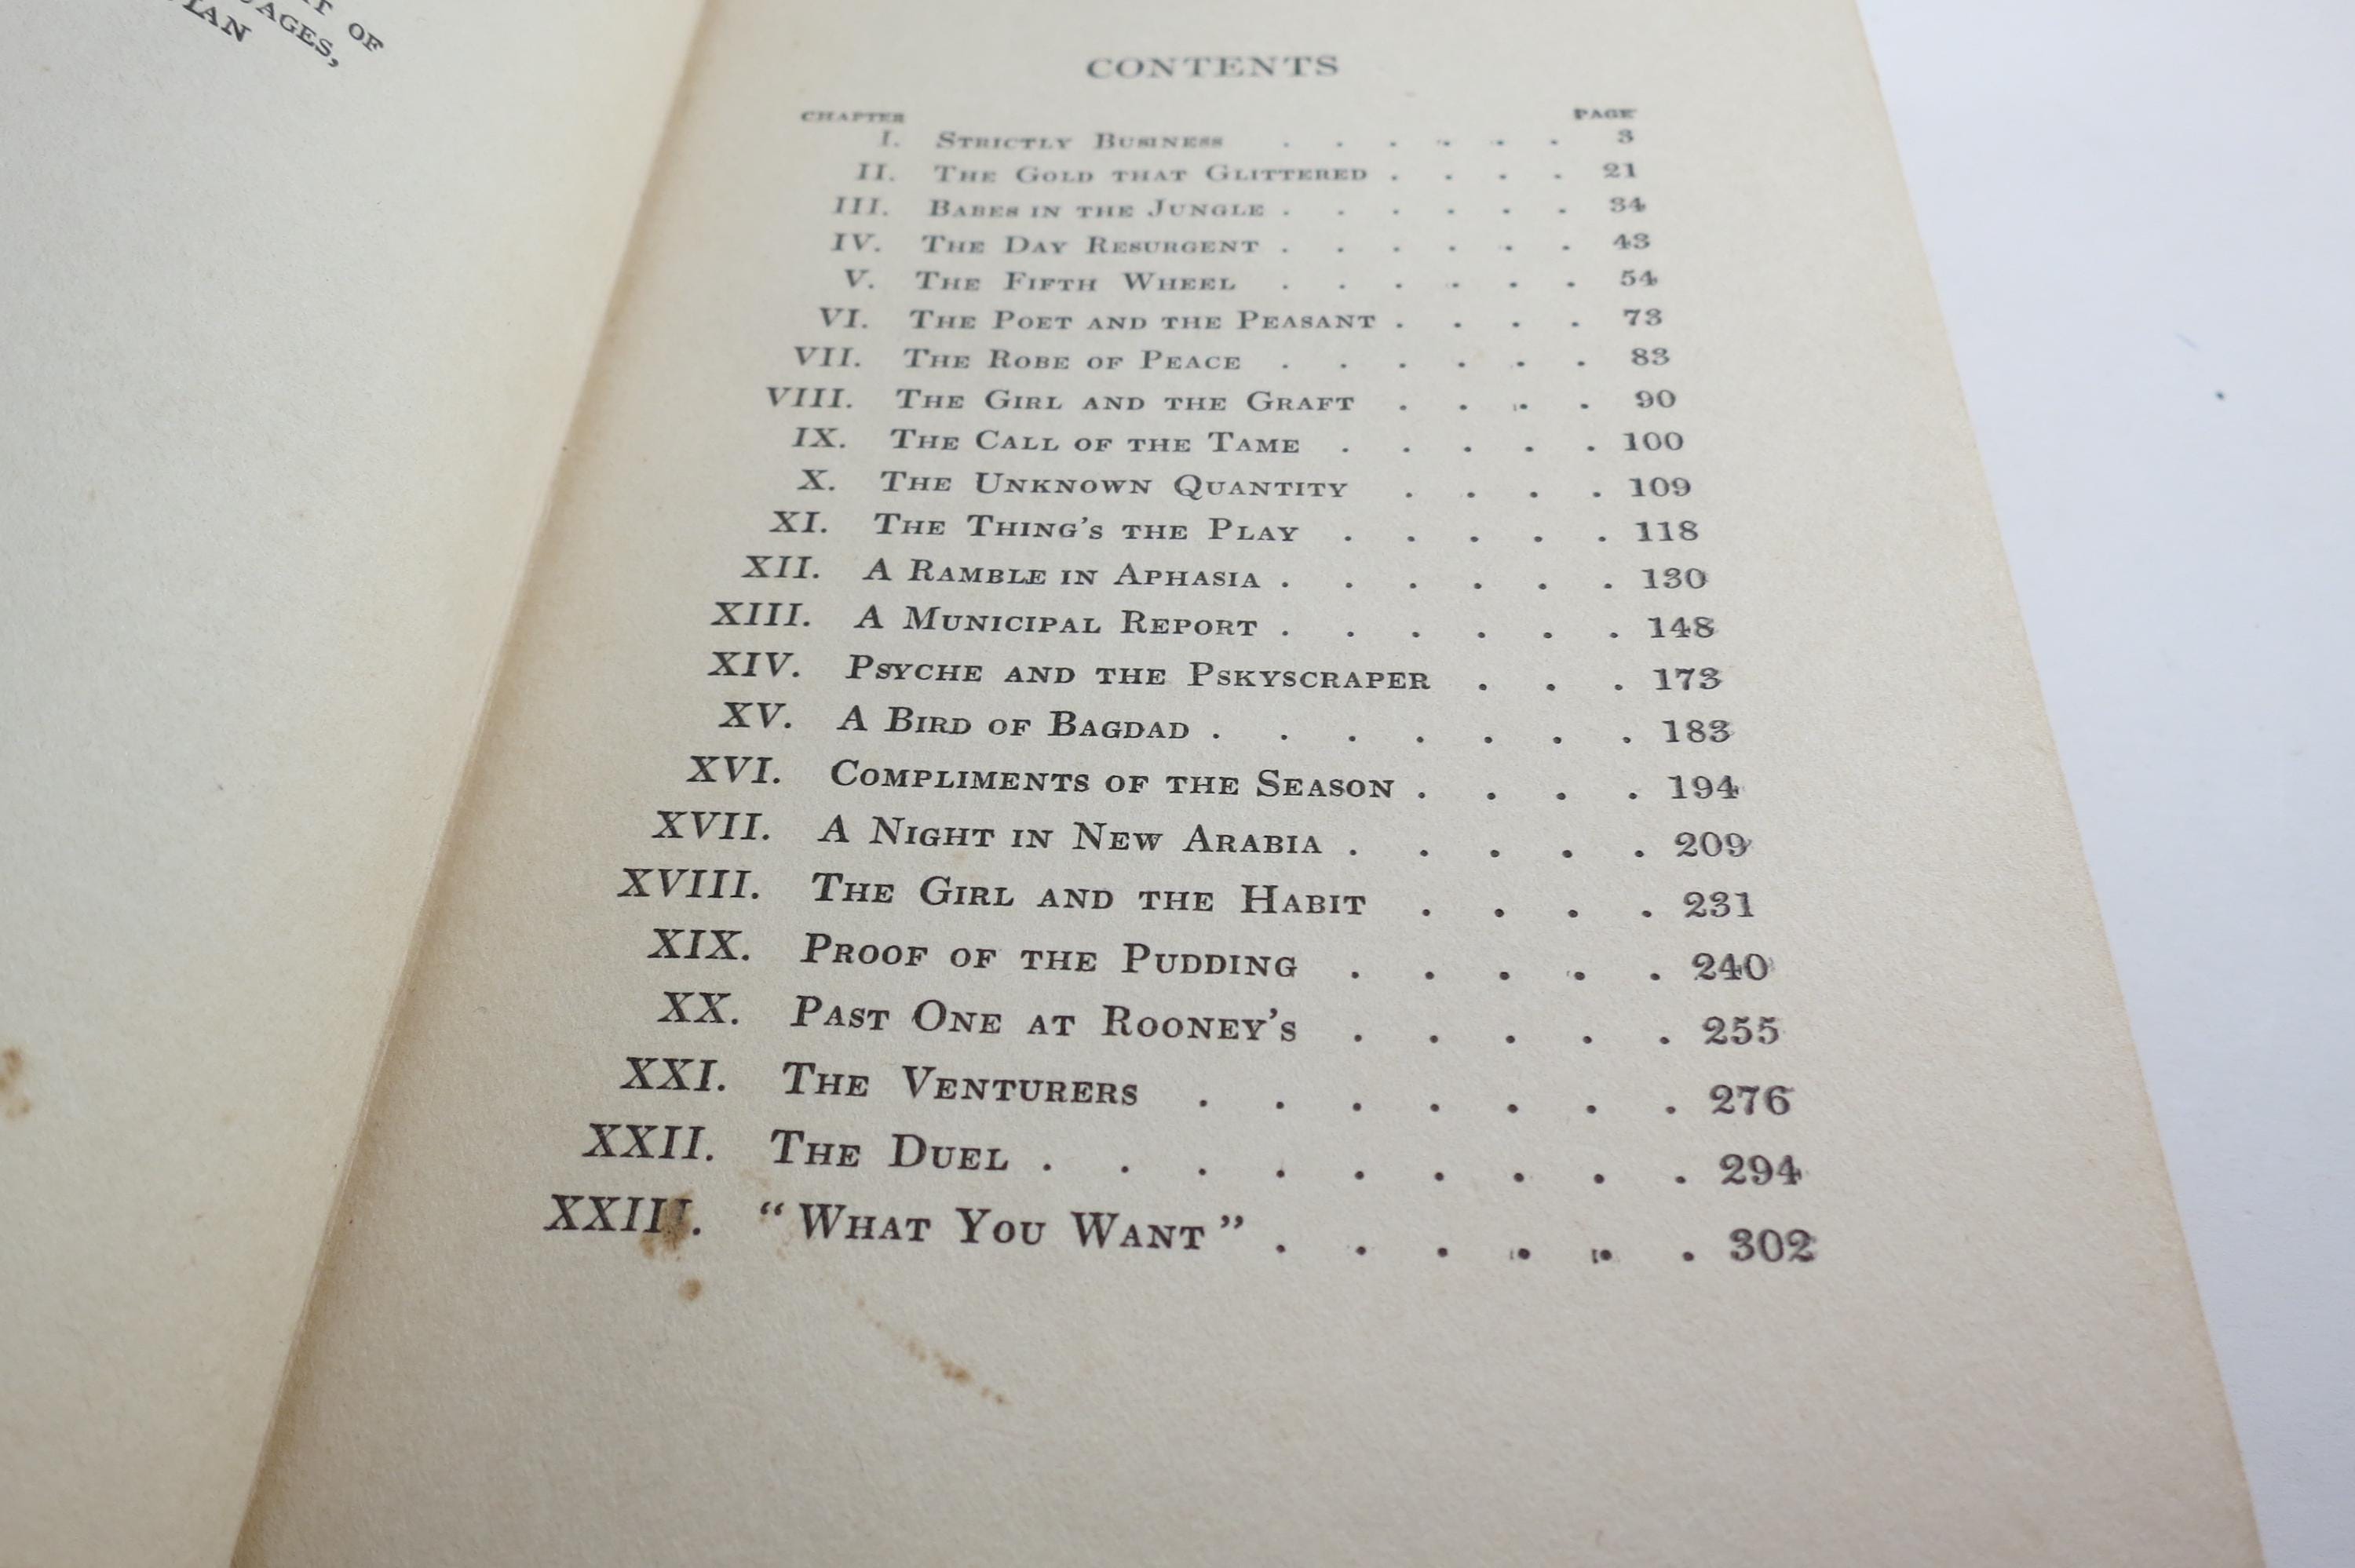 OF
AGES,
IAN
CONTENTS
CHAPTER PAGE
I. STRICTLY BUSINESS . . . . . . 3
II. THE GOLD THAT GLITTERED . . . . 21
III. BABES IN THE JUNGLE . . . . . . 34
IV. THE DAY RESURGENT . . . . . . 43
V. THE FIFTH WHEEL . . . . . . 54
VI. THE POET AND THE PEASANT . . . . 73
VII. THE ROBE OF PEACE . . . . . . 83
VIII. THE GIRL AND THE GRAFT . . . . 90
IX. THE CALL OF THE TAME . . . . . 100
X. THE UNKNOWN QUANTITY . . . . 109
XI. THE THING'S THE PLAY . . . . . 118
XII. A RAMBLE IN APHASIA . . . . . . 130
XIII. A MUNICIPAL REPORT . . . . . . 148
XIV. PSYCHE AND THE PSKYSCRAPER . . . 173
XV. A BIRD OF BAGDAD . . . . . . . 183
XVI. COMPLIMENTS OF THE SEASON . . . . 194
XVII. A NIGHT IN NEW ARABIA . . . . . 209
XVIII. THE GIRL AND THE HABIT . . . . 231
XIX. PROOF OF THE PUDDING . . . . . 240
XX. PAST ONE AT ROONEY'S . . . . . 255
XXI. THE VENTURERS . . . . . . . 276
XXII. THE DUEL . . . . . . . . . 294
XXIII. "WHAT YOU WANT" . . . . . . 302